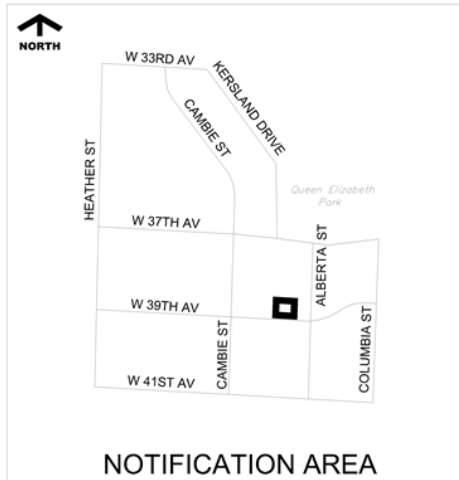 NORTH
W 33RD AV
KERSLAND DRIVE
CAMBIE ST
HEATHER ST
Queen Elizabeth
Park
W 37TH AV
ALBERTA ST
W 39TH AV
CAMBIE ST
COLUMBIA ST
W 41ST AV
NOTIFICATION AREA